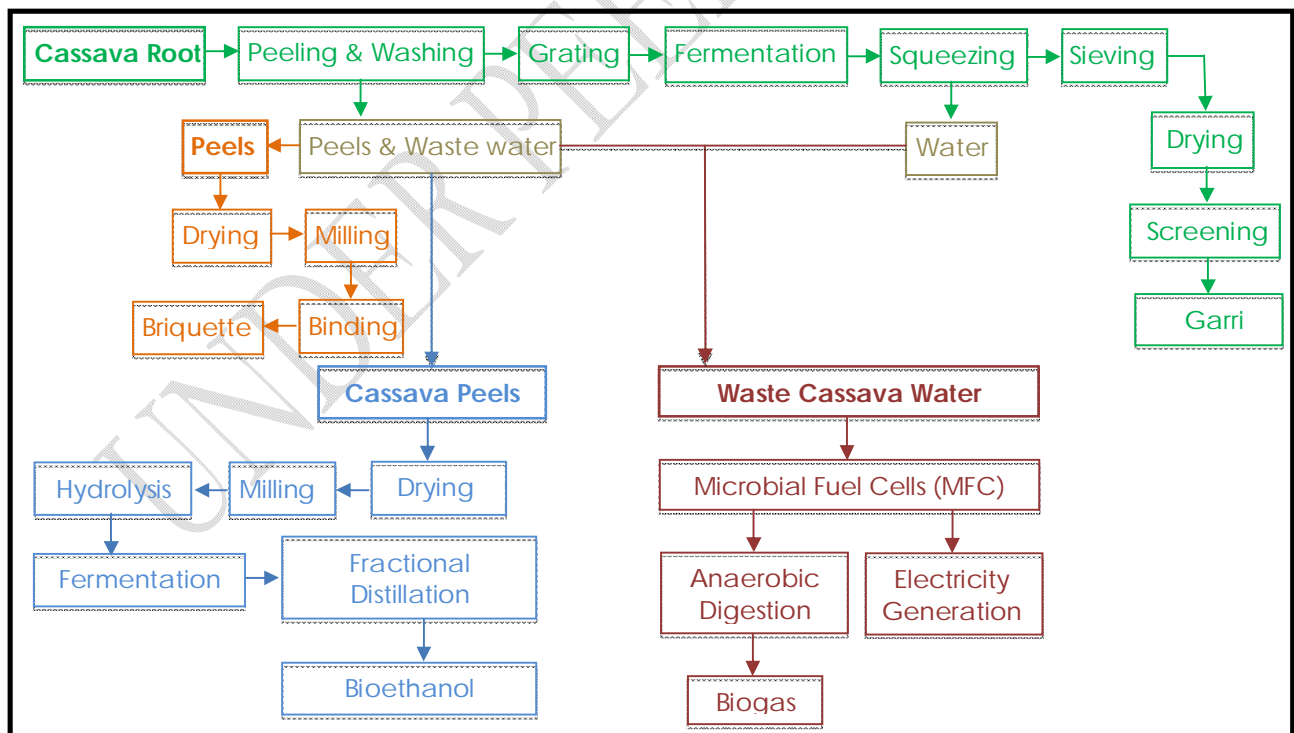 Cassava Root
Peeling & Washing
Grating
Fermentation
Squeezing
Sieving
Peels
Peels & Waste water
Water
Drying
Drying
Milling
Screening
Briquette
Binding
Garri
Cassava Peels
Waste Cassava Water
Hydrolysis
Milling
Drying
Microbial Fuel Cells (MFC)
Fermentation
Fractional
Distillation
Anaerobic
Digestion
Electricity
Generation
Bioethanol
Biogas
UNDER PEE